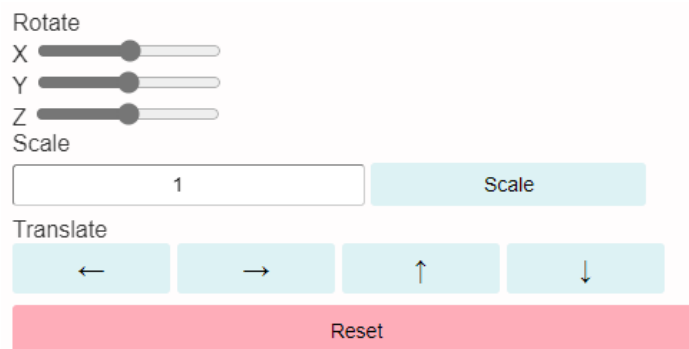 Rotate
X
Y
Z
Scale
1 Scale
Translate
← → ↑ ↓
Reset